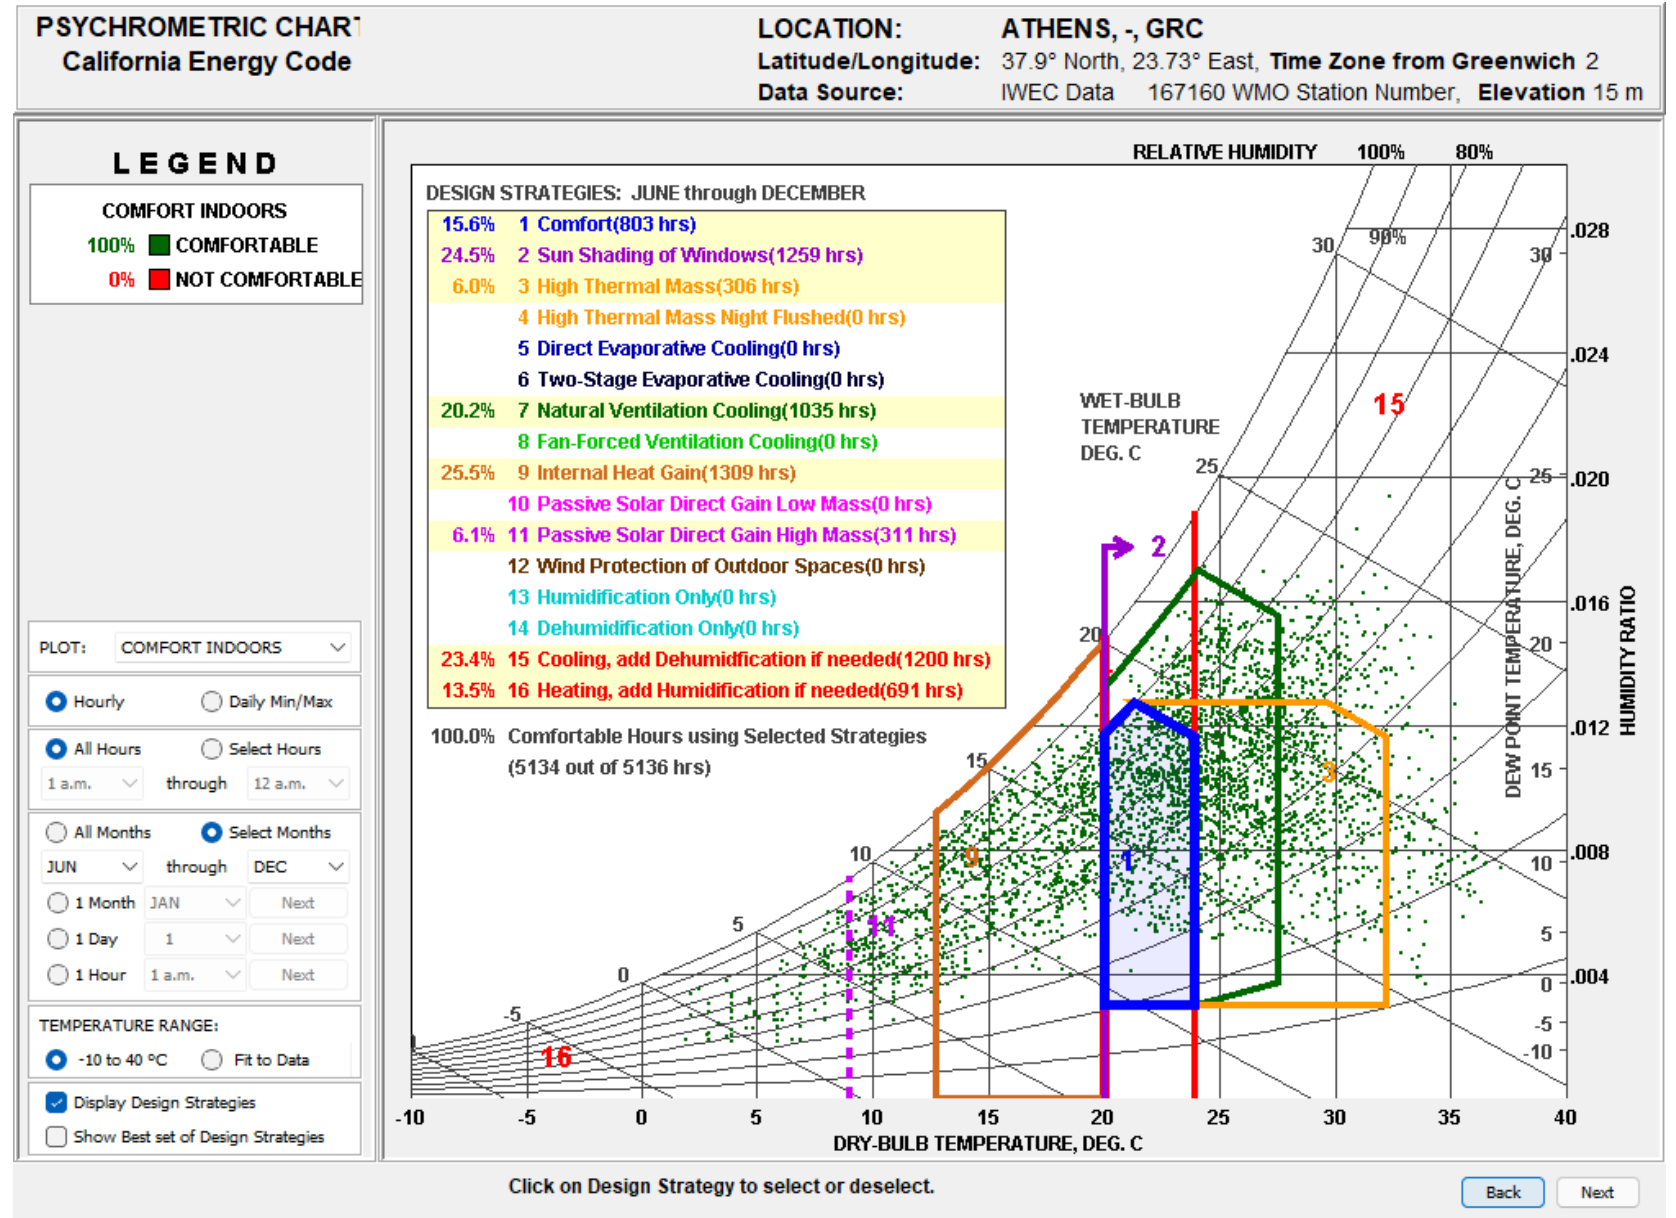 PSYCHROMETRIC CHART
California Energy Code
LOCATION: ATHENS, -, GRC
Latitude/Longitude: 37.9° North, 23.73° East, Time Zone from Greenwich 2
Data Source: IWEC Data 167160 WMO Station Number, Elevation 15 m
LEGEND
COMFORT INDOORS
100% COMFORTABLE
0% NOT COMFORTABLE
PLOT: COMFORT INDOORS
Hourly Daily Min/Max
All Hours Select Hours
1 a.m. through 12 a.m.
All Months Select Months
JUN through DEC
1 Month JAN Next
1 Day 1 Next
1 Hour 1 a.m. Next
TEMPERATURE RANGE:
-10 to 40 °C Fit to Data
Display Design Strategies
Show Best set of Design Strategies
RELATIVE HUMIDITY 100% 80%
90%
DESIGN STRATEGIES: JUNE through DECEMBER
15.6% 1 Comfort(803 hrs)
24.5% 2 Sun Shading of Windows(1259 hrs)
6.0% 3 High Thermal Mass(306 hrs)
4 High Thermal Mass Night Flushed(0 hrs)
5 Direct Evaporative Cooling(0 hrs)
6 Two-Stage Evaporative Cooling(0 hrs)
20.2% 7 Natural Ventilation Cooling(1035 hrs)
8 Fan-Forced Ventilation Cooling(0 hrs)
25.5% 9 Internal Heat Gain(1309 hrs)
10 Passive Solar Direct Gain Low Mass(0 hrs)
6.1% 11 Passive Solar Direct Gain High Mass(311 hrs)
12 Wind Protection of Outdoor Spaces(0 hrs)
13 Humidification Only(0 hrs)
14 Dehumidification Only(0 hrs)
23.4% 15 Cooling, add Dehumidfication if needed(1200 hrs)
13.5% 16 Heating, add Humidification if needed(691 hrs)
100.0% Comfortable Hours using Selected Strategies
(5134 out of 5136 hrs)
WET-BULB
TEMPERATURE
DEG. C
30
25
20
15
10
5
0
-5
15
2
7
3
1
9
11
16
30
25
20
15
10
5
0
-5
-10
DEW POINT TEMPERATURE, DEG. C
.028
.024
.020
.016
.012
.008
.004
HUMIDITY RATIO
-10 -5 0 5 10 15 20 25 30 35 40
DRY-BULB TEMPERATURE, DEG. C
Click on Design Strategy to select or deselect.
Back Next